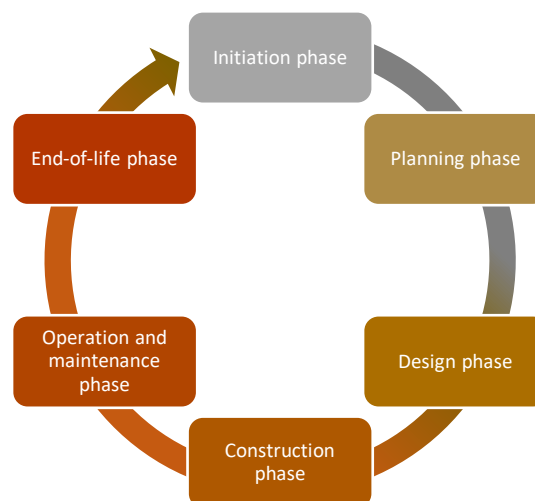 Initiation phase
Planning phase
Design phase
Construction
phase
Operation and
maintenance
phase
End-of-life phase